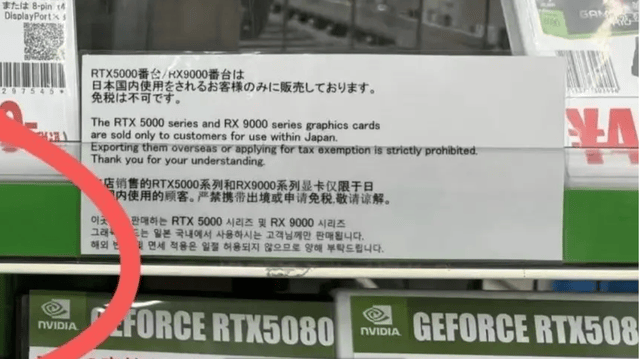 または 8-pin x4
DisplayPort x
RTX5000番台/RX9000番台は
日本国内使用をされるお客様のみに販売しております。
免税は不可です。
The RTX 5000 series and RX 9000 series graphics cards
are sold only to customers for use within Japan.
Exporting them overseas or applying for tax exemption is strictly prohibited.
Thank you for your understanding.
店销售的RTX5000系列和RX9000系列显卡仅限于日
国内使用的顾客。严禁携带出境或申请免税,敬请谅解。
판매하는 RTX 5000 시리즈 및 RX 9000 시리즈
그래 드는 일본 국내에서 사용하시는 고객님께만 판매됩니다.
해외 및 면세 적용은 일절 허용되지 않으므로 양해 부탁드립니다.
NVIDIA GEFORCE RTX5080
NVIDIA GEFORCE RTX508